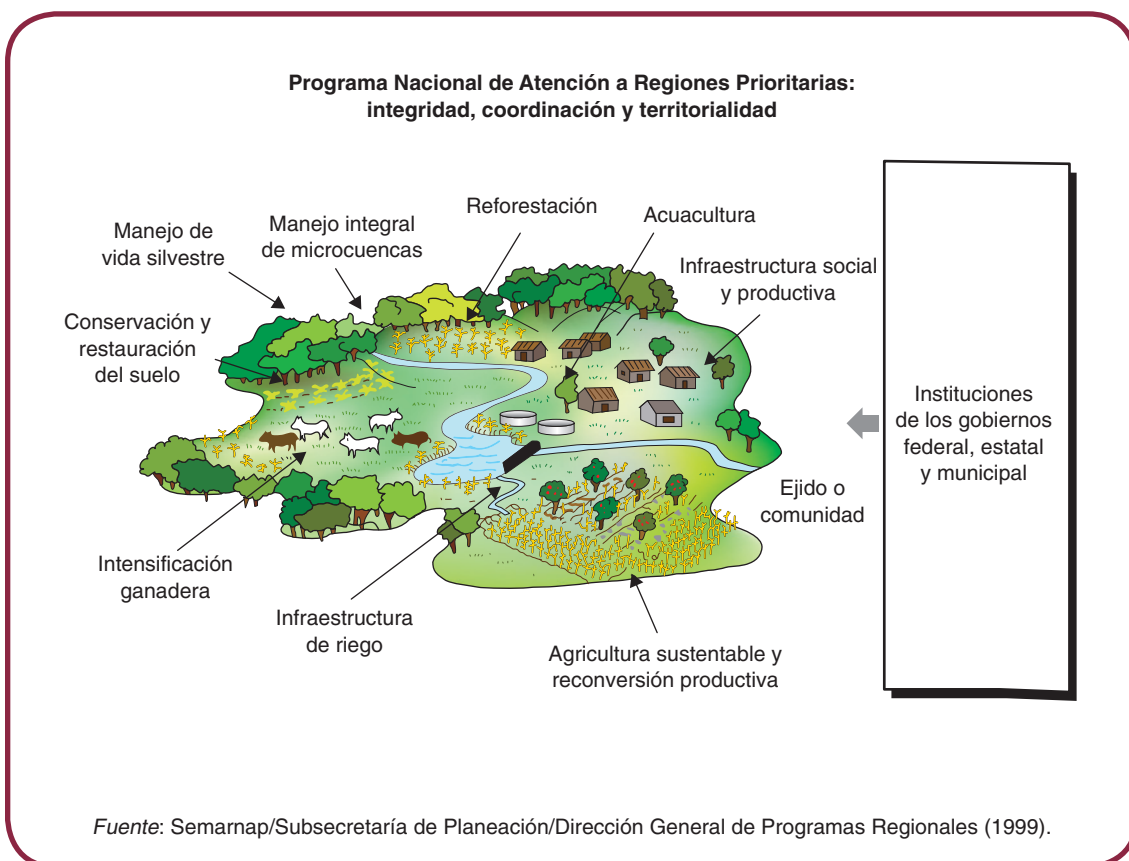 Programa Nacional de Atención a Regiones Prioritarias:
integridad, coordinación y territorialidad
Manejo de
vida silvestre
Manejo integral
de microcuencas
Reforestación
Acuacultura
Infraestructura social
y productiva
Conservación y
restauración
del suelo
Instituciones
de los gobiernos
federal, estatal
y municipal
Ejido o
comunidad
Intensificación
ganadera
Infraestructura
de riego
Agricultura sustentable y
reconversión productiva
Fuente: Semarnap/Subsecretaría de Planeación/Dirección General de Programas Regionales (1999).